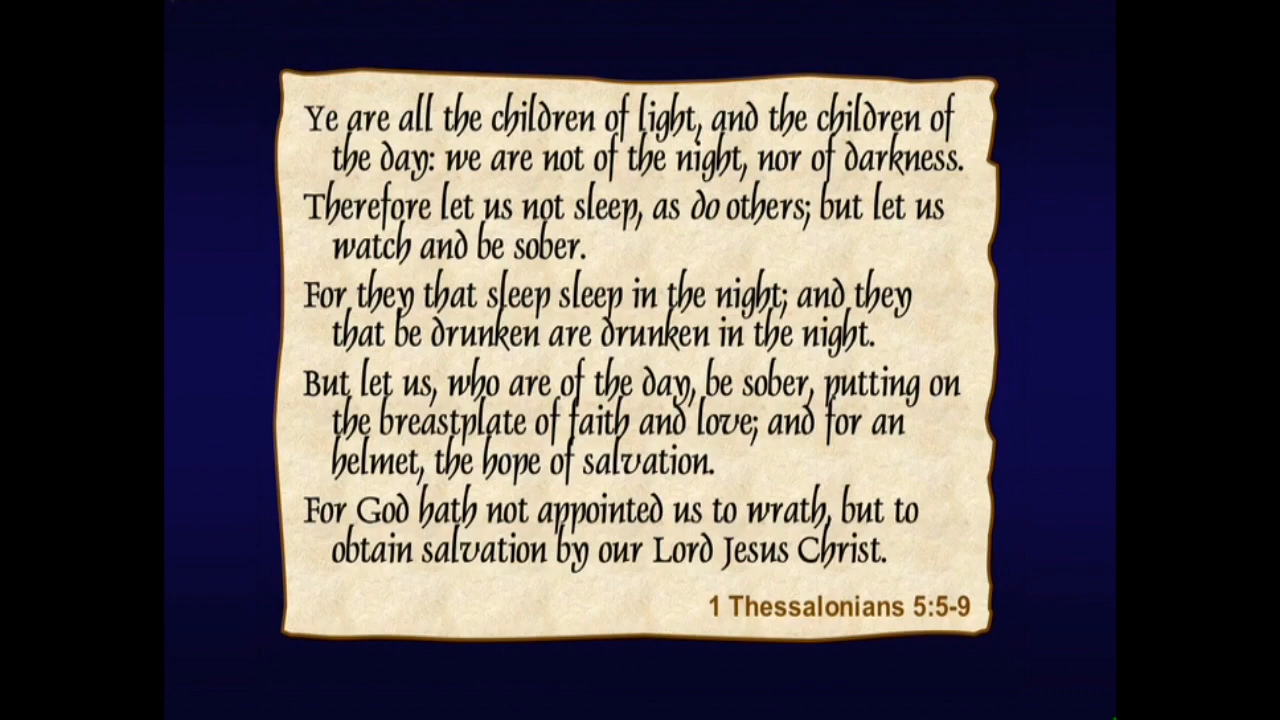 Ye are all the children of light, and the children of
the day: we are not of the night, nor of darkness.
Therefore let us not sleep, as do others; but let us
watch and be sober.
For they that sleep sleep in the night; and they
that be drunken are drunken in the night.
But let us, who are of the day, be sober, putting on
the breastplate of faith and love; and for an
helmet, the hope of salvation.
For God hath not appointed us to wrath, but to
obtain salvation by our Lord Jesus Christ.
1 Thessalonians 5:5-9